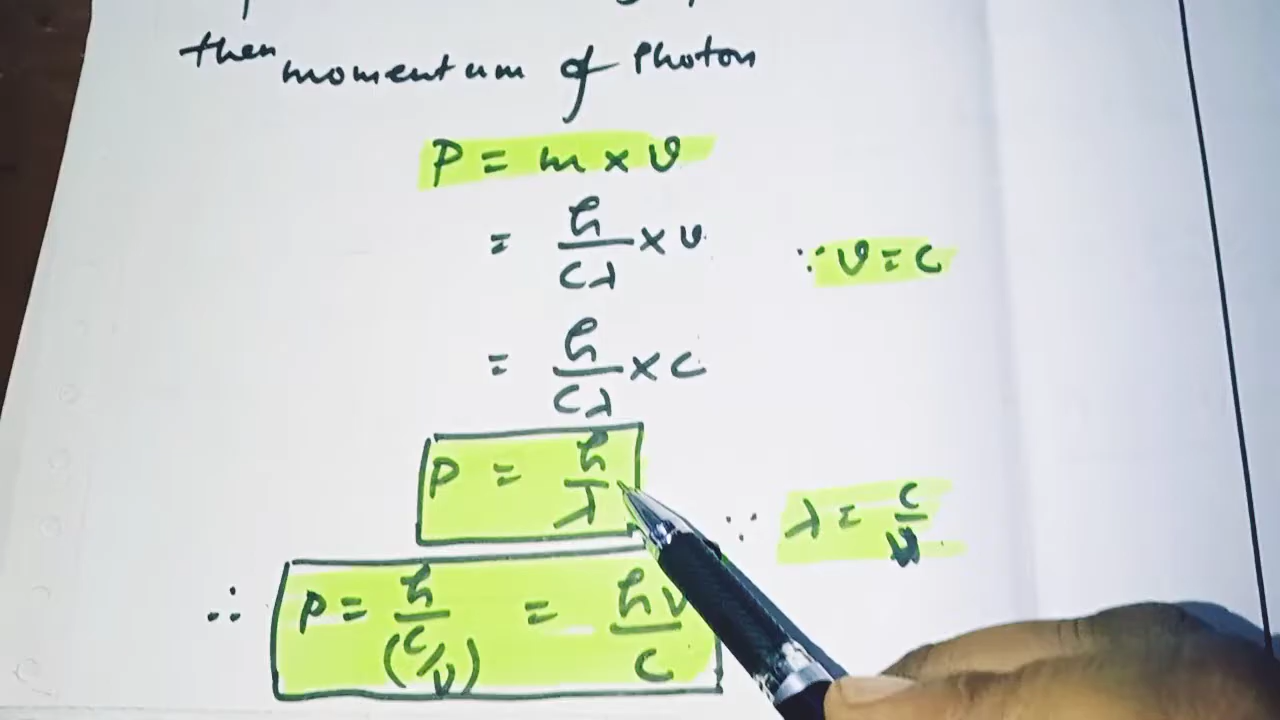 then momentum of Photon
P = m × v
= h/cλ × v ∵ v = c
= h/cλ × c
P = h/λ ∵ λ = c/ν
∴ P = h/(c/ν) = hν/c